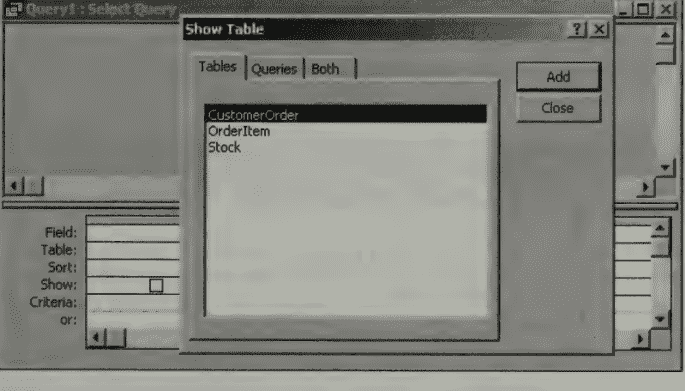 Query1 : Select Query
Show Table
Tables
Queries
Both
Add
Close
CustomerOrder
OrderItem
Stock
Field:
Table:
Sort:
Show:
Criteria:
or: